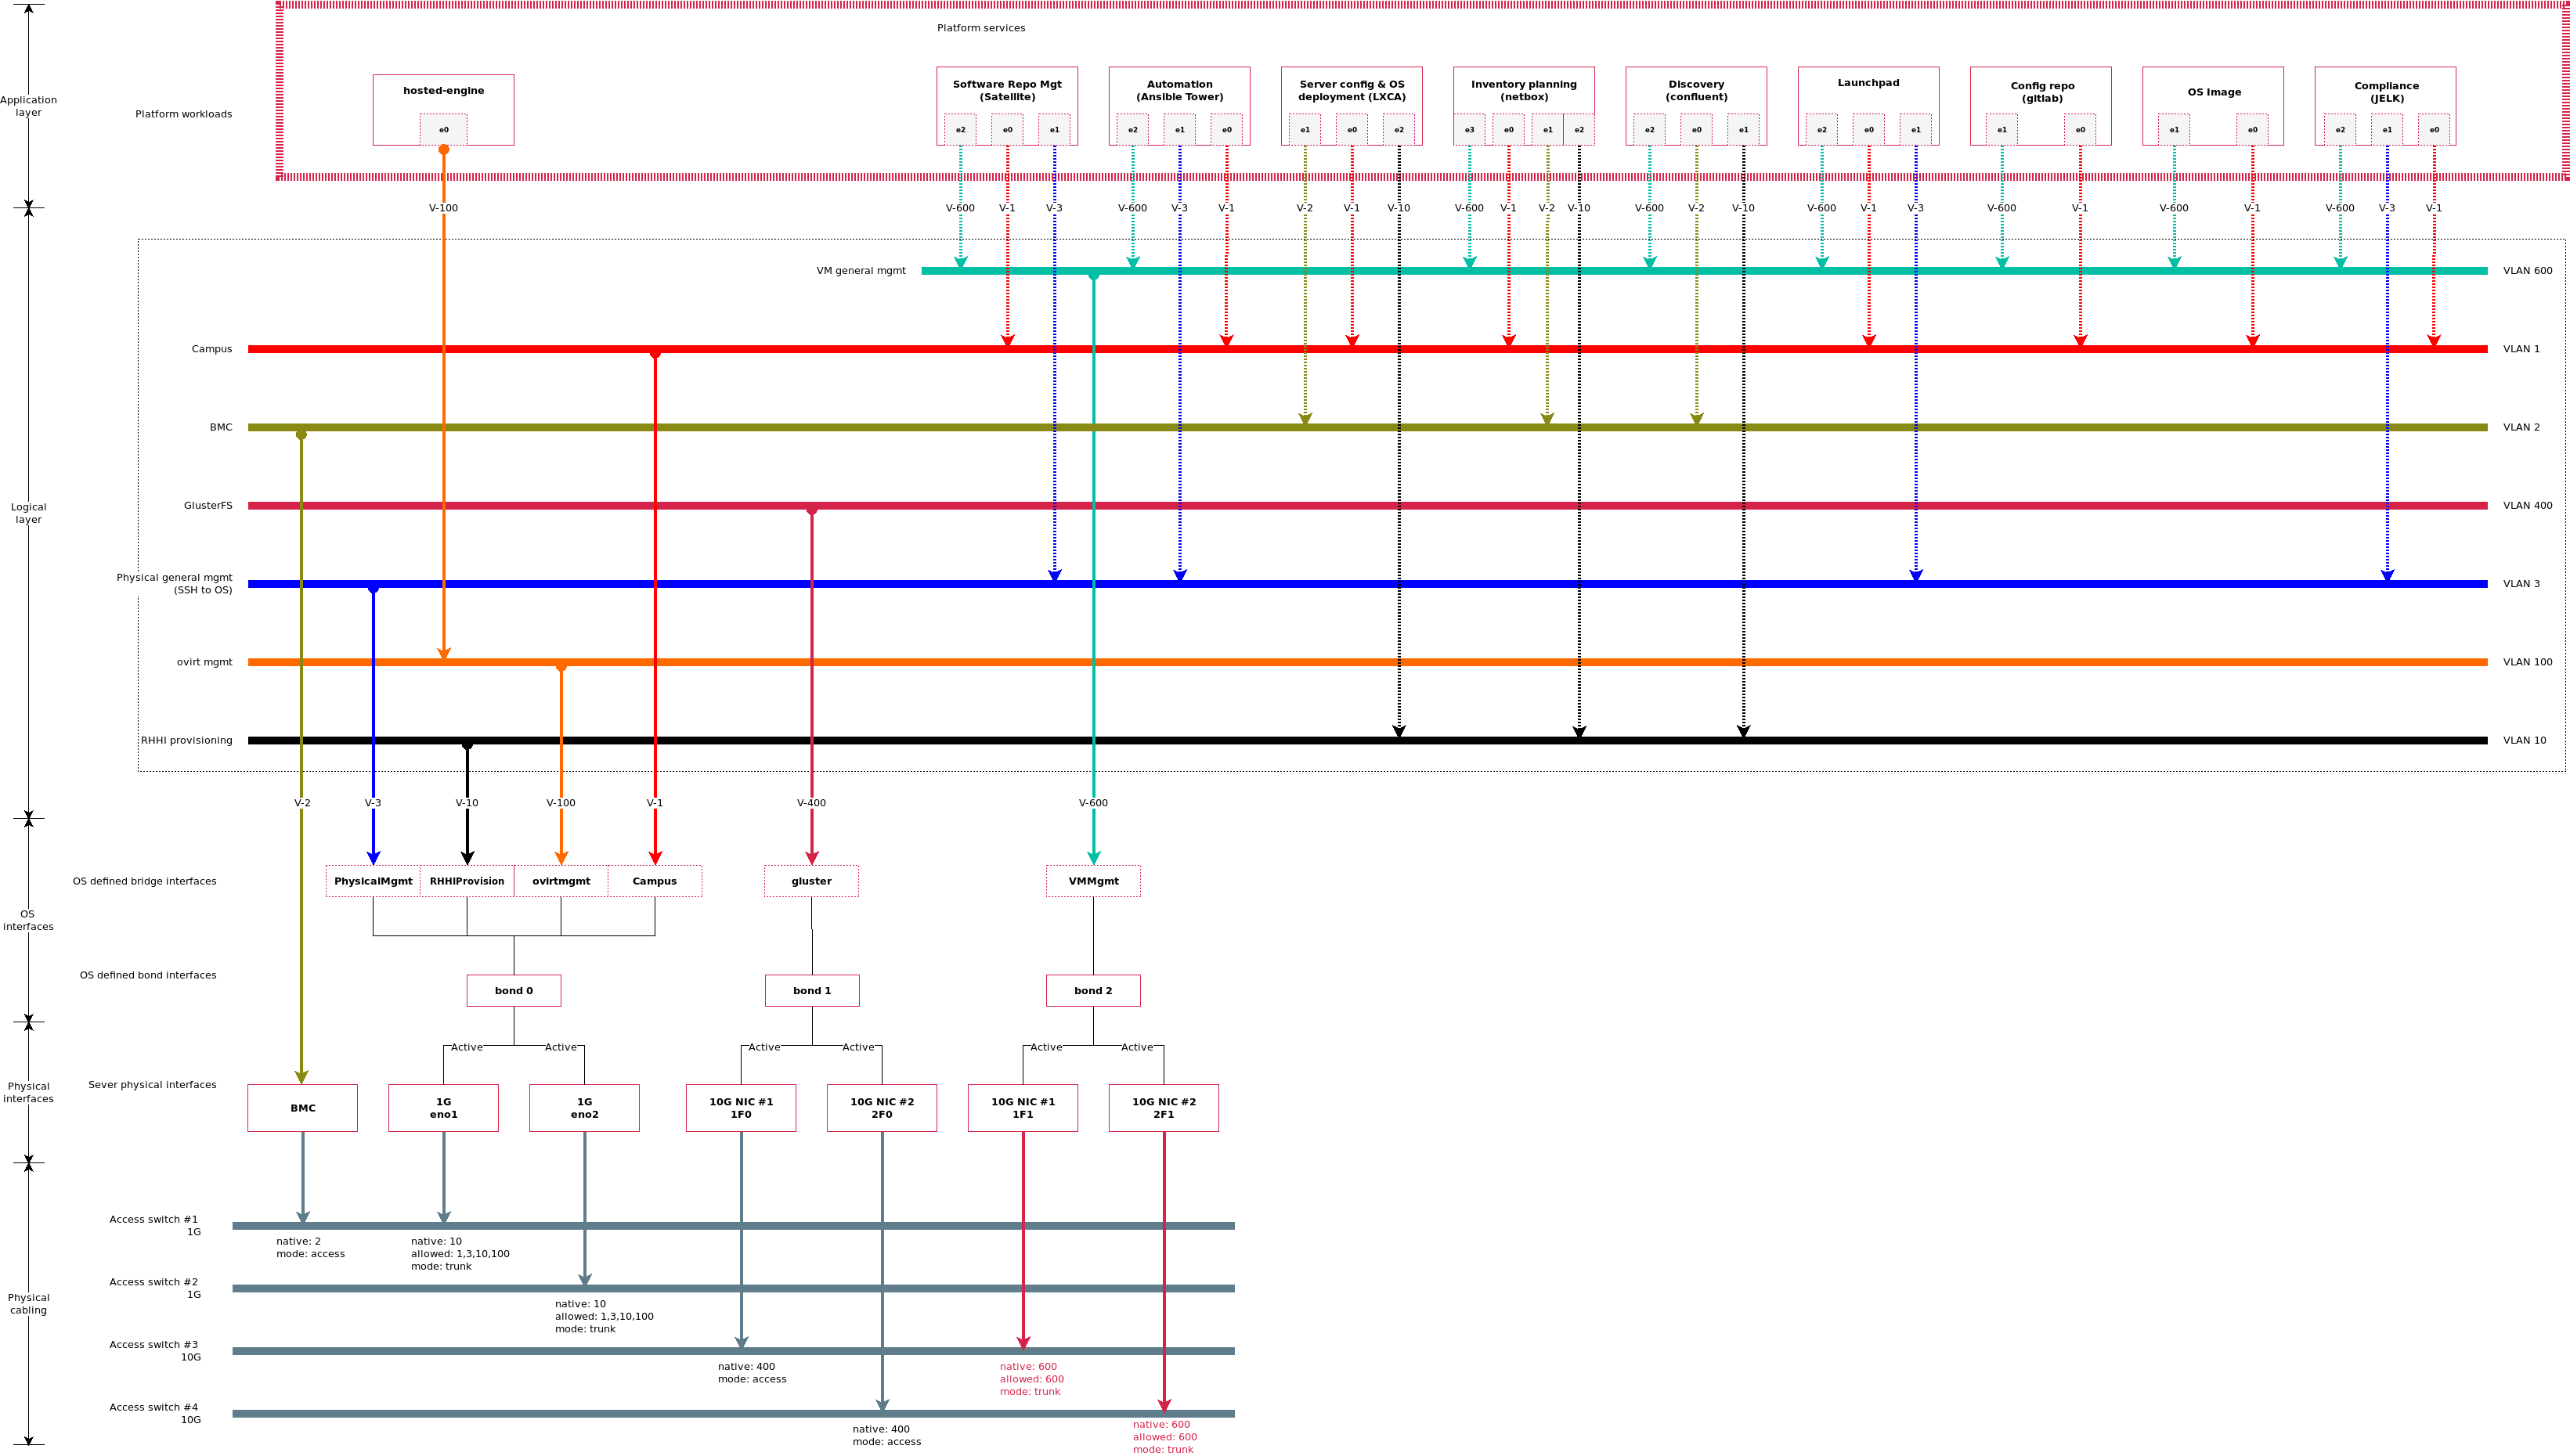 Platform services
Application
layer
Platform workloads
hosted-engine
e0
Software Repo Mgt
(Satellite)
e2
e0
e1
Automation
(Ansible Tower)
e2
e1
e0
Server config & OS
deployment (LXCA)
e1
e0
e2
Inventory planning
(netbox)
e3
e0
e1
e2
Discovery
(confluent)
e2
e0
e1
Launchpad
e2
e0
e1
Config repo
(gitlab)
e1
e0
OS Image
e1
e0
Compliance
(JELK)
e2
e1
e0
V-100
V-600
V-1
V-3
V-600
V-3
V-1
V-2
V-1
V-10
V-600
V-1
V-2
V-10
V-600
V-2
V-10
V-600
V-1
V-3
V-600
V-1
V-600
V-1
V-600
V-3
V-1
VM general mgmt
VLAN 600
Campus
VLAN 1
BMC
VLAN 2
Logical
layer
GlusterFS
VLAN 400
Physical general mgmt
(SSH to OS)
VLAN 3
ovirt mgmt
VLAN 100
RHHI provisioning
VLAN 10
V-2
V-3
V-10
V-100
V-1
V-400
V-600
OS
interfaces
OS defined bridge interfaces
PhysicalMgmt
RHHIProvision
ovirtmgmt
Campus
gluster
VMMgmt
OS defined bond interfaces
bond 0
bond 1
bond 2
Active
Active
Active
Active
Active
Active
Physical
interfaces
Sever physical interfaces
BMC
1G
eno1
1G
eno2
10G NIC #1
1F0
10G NIC #2
2F0
10G NIC #1
1F1
10G NIC #2
2F1
Physical
cabling
Access switch #1
1G
native: 2
mode: access
native: 10
allowed: 1,3,10,100
mode: trunk
Access switch #2
1G
native: 10
allowed: 1,3,10,100
mode: trunk
Access switch #3
10G
native: 400
mode: access
native: 600
allowed: 600
mode: trunk
Access switch #4
10G
native: 400
mode: access
native: 600
allowed: 600
mode: trunk